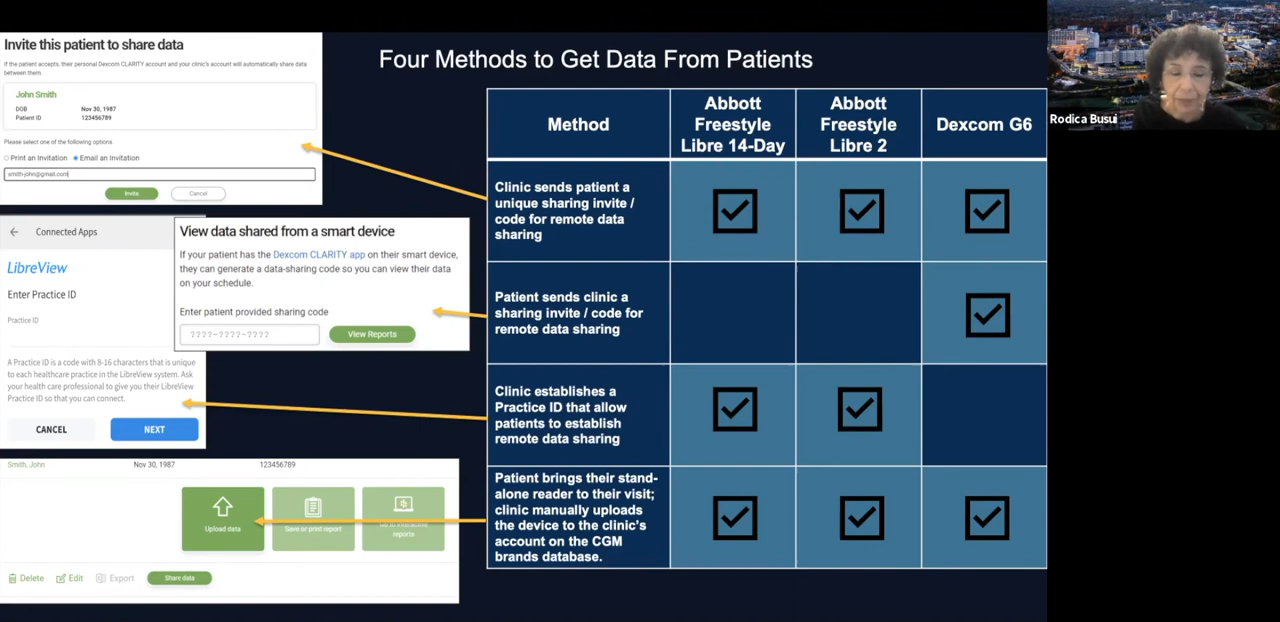 Four Methods to Get Data From Patients
Invite this patient to share data
If the patient accepts, their personal Dexcom CLARITY account and your clinic's account will automatically share data
between them.
John Smith
DOB Nov 30, 1987
Patient ID 123456789
Please select one of the following options.
Print an Invitation Email an Invitation
smith-john@gmail.com
Invite Cancel
Connected Apps
LibreView
Enter Practice ID
Practice ID
A Practice ID is a code with 8-16 characters that is unique
to each healthcare practice in the LibreView system. Ask
your health care professional to give you their LibreView
Practice ID so that you can connect.
CANCEL NEXT
View data shared from a smart device
If your patient has the Dexcom CLARITY app on their smart device,
they can generate a data-sharing code so you can view their data
on your schedule.
Enter patient provided sharing code
????-????-???? View Reports
Smith, John Nov 30, 1987 123456789
Upload data
Save or print report
reports
Delete Edit Export Share data
Method
Abbott
Freestyle
Libre 14-Day
Abbott
Freestyle
Libre 2
Dexcom G6
Clinic sends patient a
unique sharing invite /
code for remote data
sharing
Patient sends clinic a
sharing invite / code for
remote data sharing
Clinic establishes a
Practice ID that allow
patients to establish
remote data sharing
Patient brings their stand-
alone reader to their visit;
clinic manually uploads
the device to the clinic's
account on the CGM
brands database.
Rodica Busui